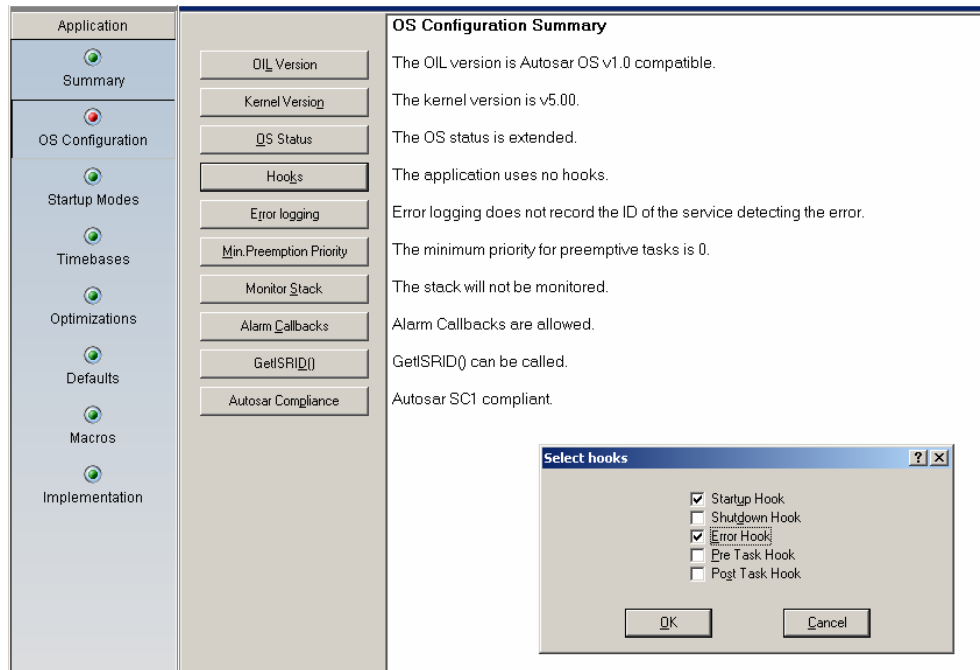 Application
Summary
OS Configuration
Startup Modes
Timebases
Optimizations
Defaults
Macros
Implementation
OS Configuration Summary
OIL Version The OIL version is Autosar OS v1.0 compatible.
Kernel Version The kernel version is v5.00.
OS Status The OS status is extended.
Hooks The application uses no hooks.
Error logging Error logging does not record the ID of the service detecting the error.
Min.Preemption Priority The minimum priority for preemptive tasks is 0.
Monitor Stack The stack will not be monitored.
Alarm Callbacks Alarm Callbacks are allowed.
GetISRID() GetISRID() can be called.
Autosar Compliance Autosar SC1 compliant.
Select hooks
Startup Hook
Shutdown Hook
Error Hook
Pre Task Hook
Post Task Hook
OK Cancel